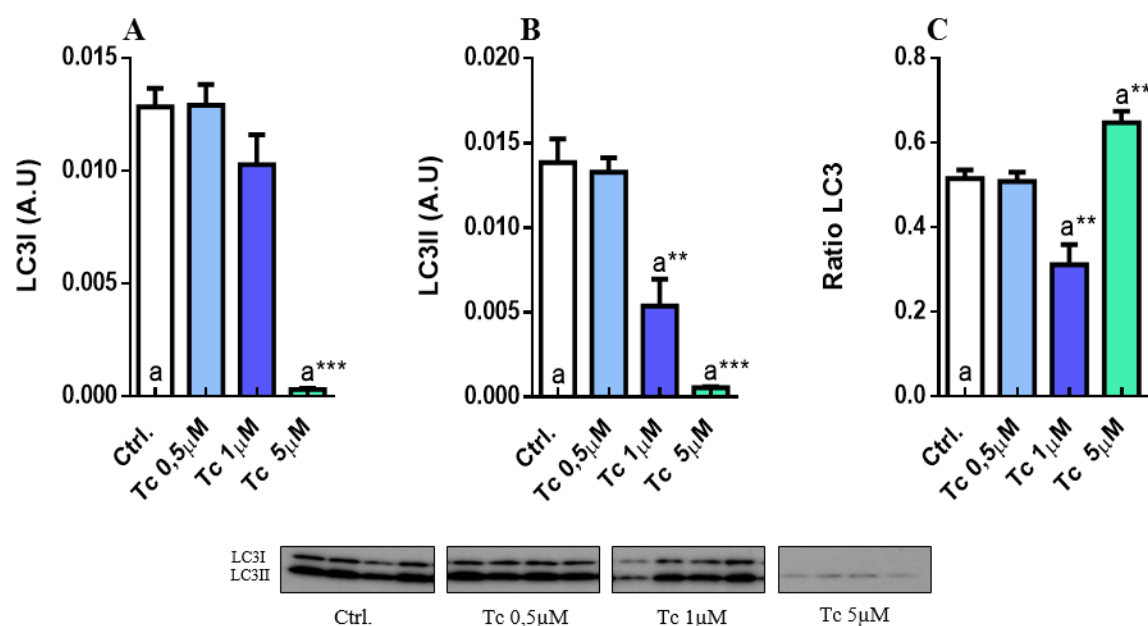 A
LC3I (A.U)
0.015
0.010
0.005
0.000
a
a***
Ctrl.
Tc 0,5µM
Tc 1µM
Tc 5µM
B
LC3II (A.U)
0.020
0.015
0.010
0.005
0.000
a
a**
a***
Ctrl.
Tc 0,5µM
Tc 1µM
Tc 5µM
C
Ratio LC3
0.8
0.6
0.4
0.2
0.0
a
a**
a**
Ctrl.
Tc 0,5µM
Tc 1µM
Tc 5µM
LC3I
LC3II
Ctrl.
Tc 0,5µM
Tc 1µM
Tc 5µM